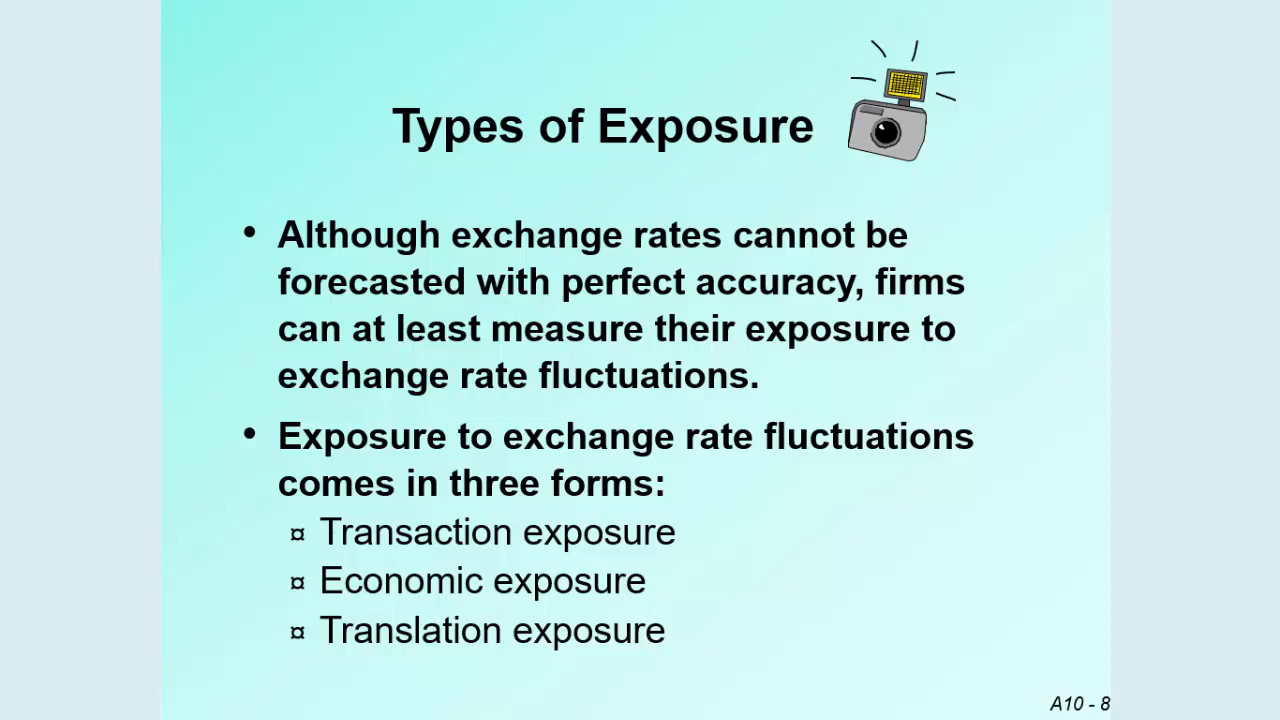 Types of Exposure
• Although exchange rates cannot be
forecasted with perfect accuracy, firms
can at least measure their exposure to
exchange rate fluctuations.
• Exposure to exchange rate fluctuations
comes in three forms:
¤ Transaction exposure
¤ Economic exposure
¤ Translation exposure
A10 - 8